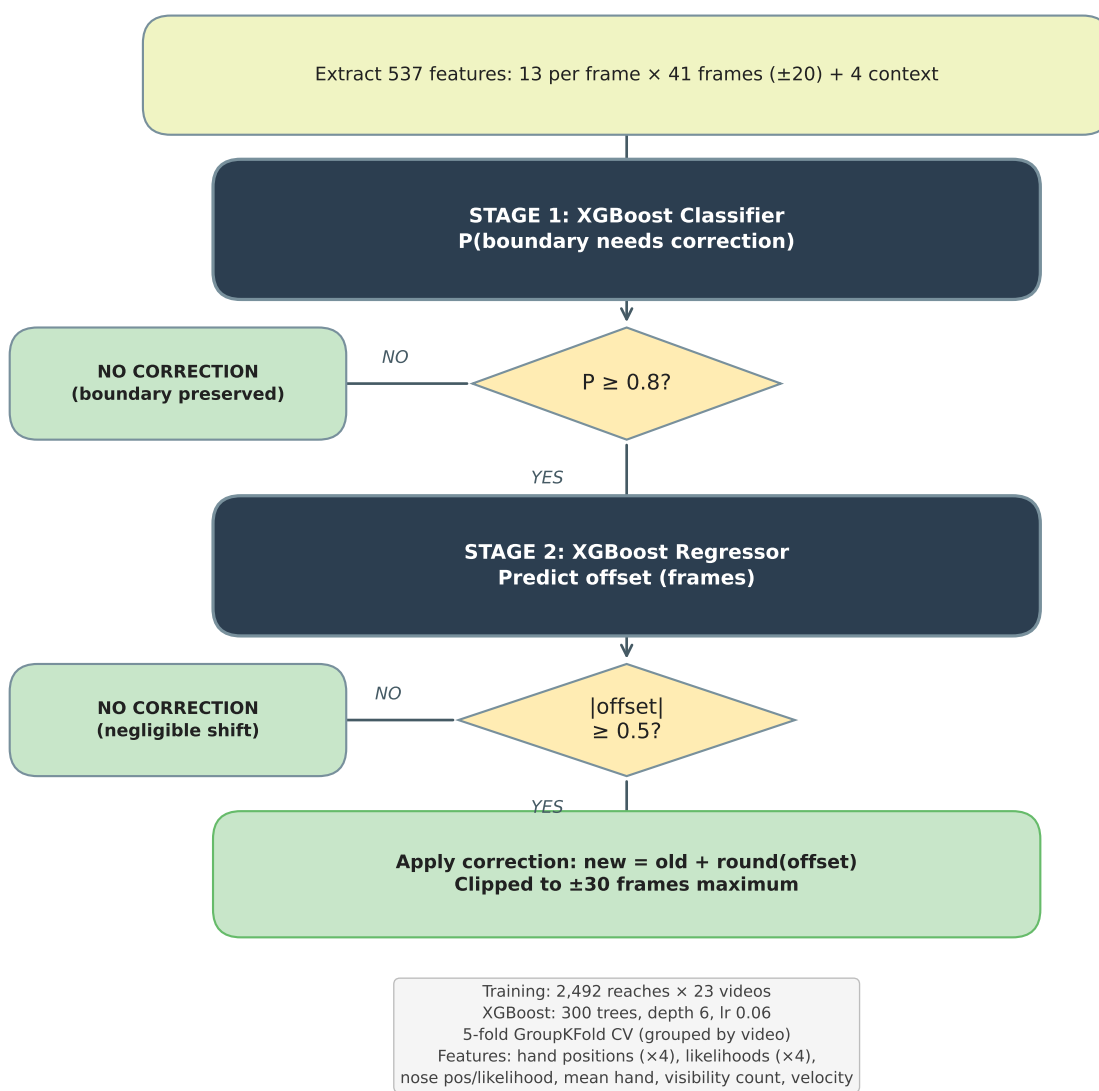 Extract 537 features: 13 per frame × 41 frames (±20) + 4 context
STAGE 1: XGBoost Classifier
P(boundary needs correction)
NO CORRECTION
(boundary preserved)
NO
P ≥ 0.8?
YES
STAGE 2: XGBoost Regressor
Predict offset (frames)
NO CORRECTION
(negligible shift)
NO
|offset|
≥ 0.5?
YES
Apply correction: new = old + round(offset)
Clipped to ±30 frames maximum
Training: 2,492 reaches × 23 videos
XGBoost: 300 trees, depth 6, lr 0.06
5-fold GroupKFold CV (grouped by video)
Features: hand positions (×4), likelihoods (×4),
nose pos/likelihood, mean hand, visibility count, velocity